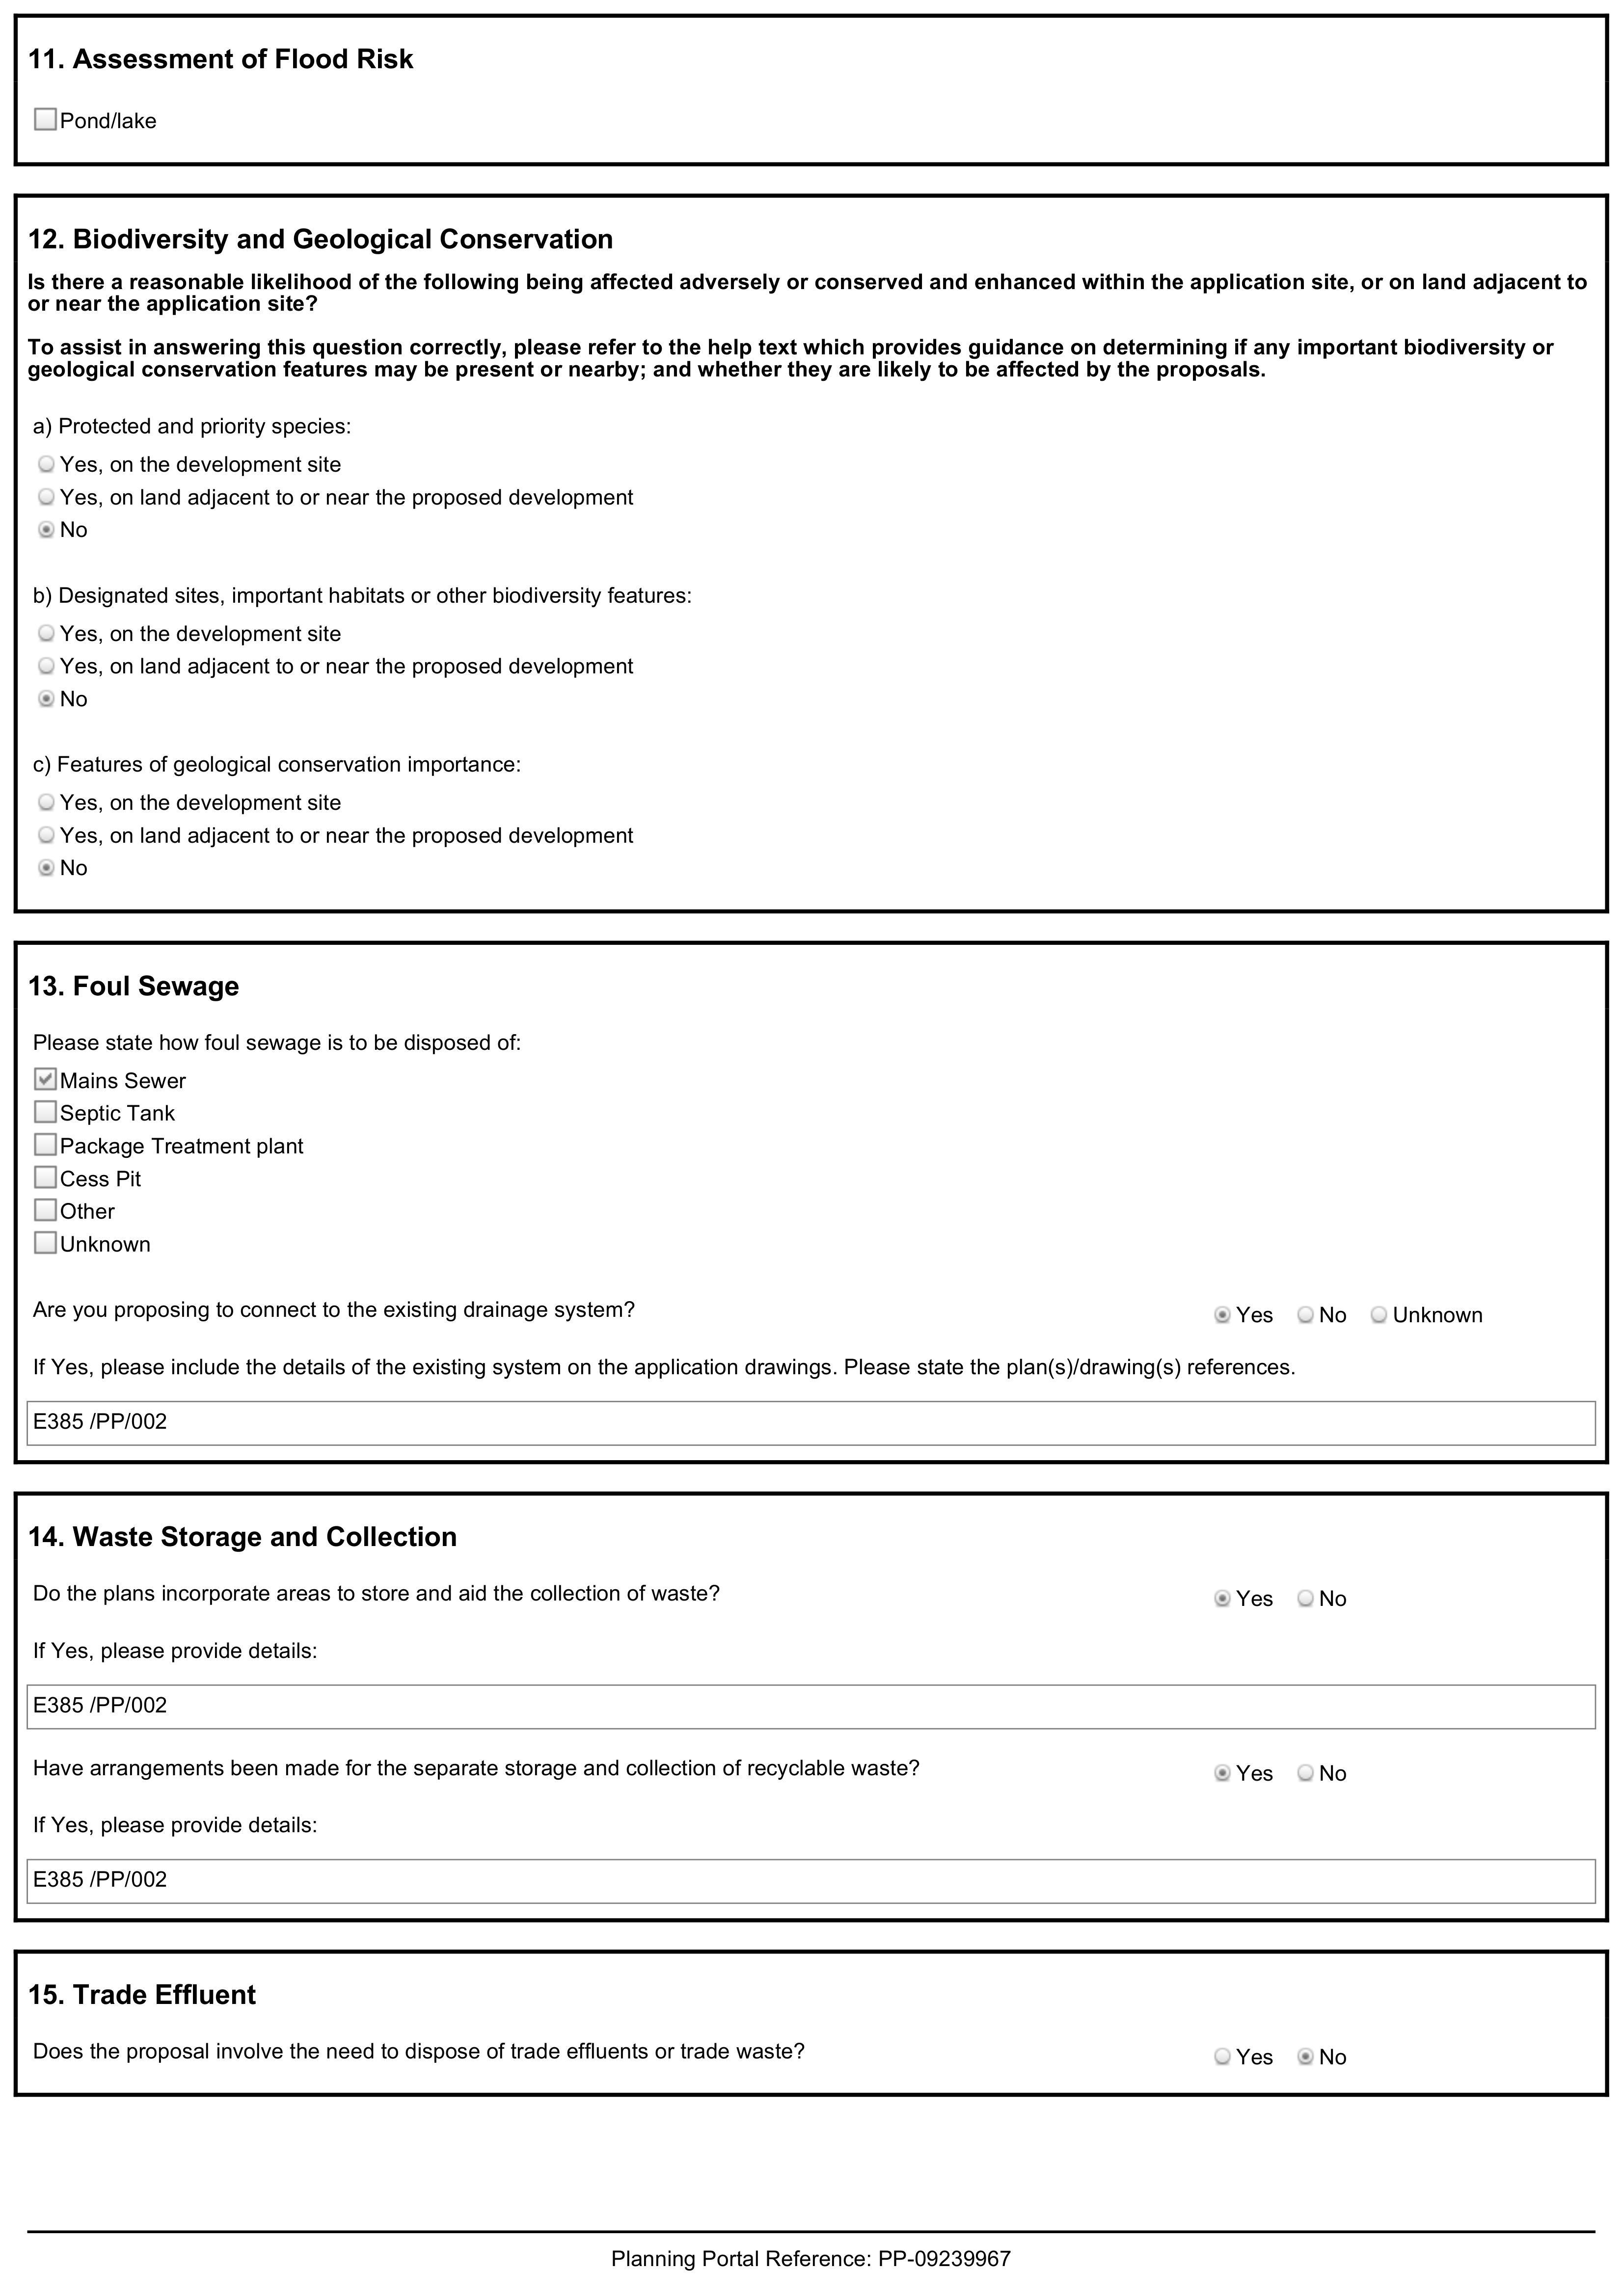 11. Assessment of Flood Risk
Pond/lake
12. Biodiversity and Geological Conservation
Is there a reasonable likelihood of the following being affected adversely or conserved and enhanced within the application site, or on land adjacent to
or near the application site?
To assist in answering this question correctly, please refer to the help text which provides guidance on determining if any important biodiversity or
geological conservation features may be present or nearby; and whether they are likely to be affected by the proposals.
a) Protected and priority species:
Yes, on the development site
Yes, on land adjacent to or near the proposed development
No
b) Designated sites, important habitats or other biodiversity features:
Yes, on the development site
Yes, on land adjacent to or near the proposed development
No
c) Features of geological conservation importance:
Yes, on the development site
Yes, on land adjacent to or near the proposed development
No
13. Foul Sewage
Please state how foul sewage is to be disposed of:
Mains Sewer
Septic Tank
Package Treatment plant
Cess Pit
Other
Unknown
Are you proposing to connect to the existing drainage system? Yes No Unknown
If Yes, please include the details of the existing system on the application drawings. Please state the plan(s)/drawing(s) references.
E385 /PP/002
14. Waste Storage and Collection
Do the plans incorporate areas to store and aid the collection of waste? Yes No
If Yes, please provide details:
E385 /PP/002
Have arrangements been made for the separate storage and collection of recyclable waste? Yes No
If Yes, please provide details:
E385 /PP/002
15. Trade Effluent
Does the proposal involve the need to dispose of trade effluents or trade waste? Yes No
Planning Portal Reference: PP-09239967